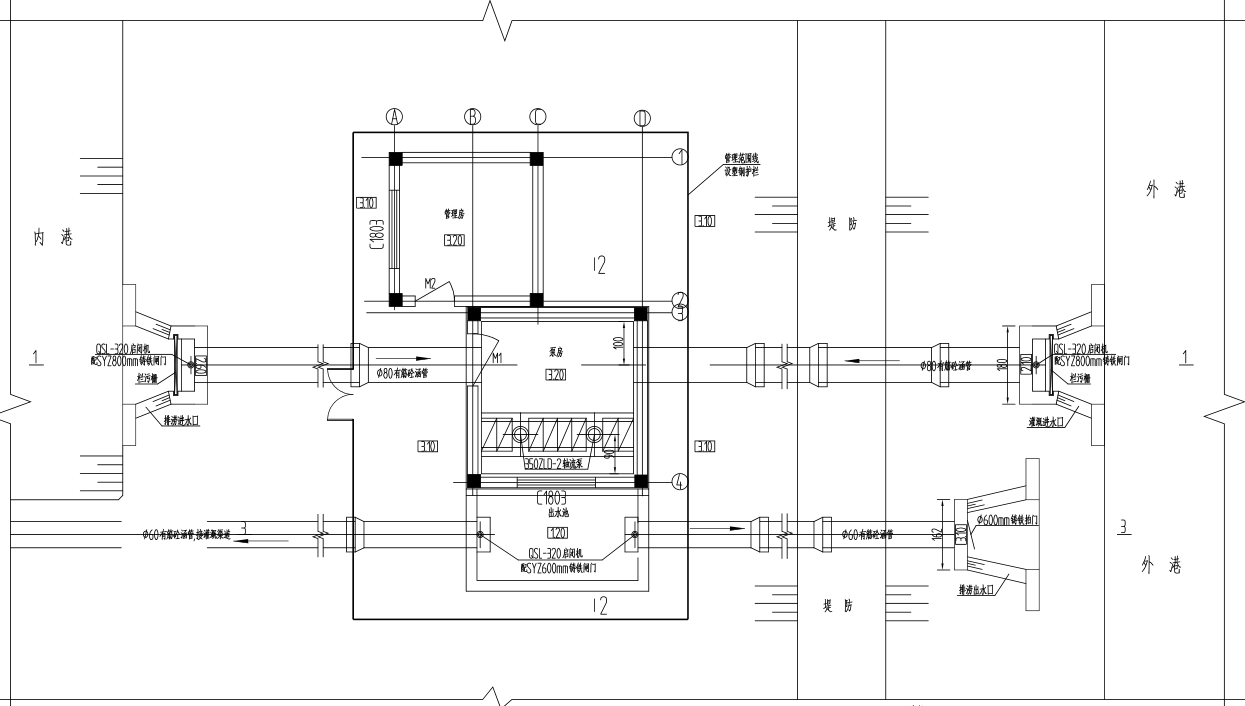 A
B
C
D
1
管理范围线
设塑钢护栏
3.10
管理房
3.20
C1803
3.10
M2
12
内 港
堤 防
外 港
2
3
1
QSL-320启闭机
配SYZ800mm铸铁闸门
拦污栅
排涝进水口
Φ80有筋砼涵管
M1
泵房
3.20
100
Φ80有筋砼涵管
180
QSL-320启闭机
配SYZ800mm铸铁闸门
拦污栅
灌溉进水口
1
3.10
350ZLD-2轴流泵
90
3.10
4
C1803
出水池
1.20
Φ60有筋砼涵管,接灌溉渠道
3
QSL-320启闭机
配SYZ600mm铸铁闸门
Φ60有筋砼涵管
162
3.10
Φ600mm铸铁拍门
排涝出水口
3
外 港
12
堤 防